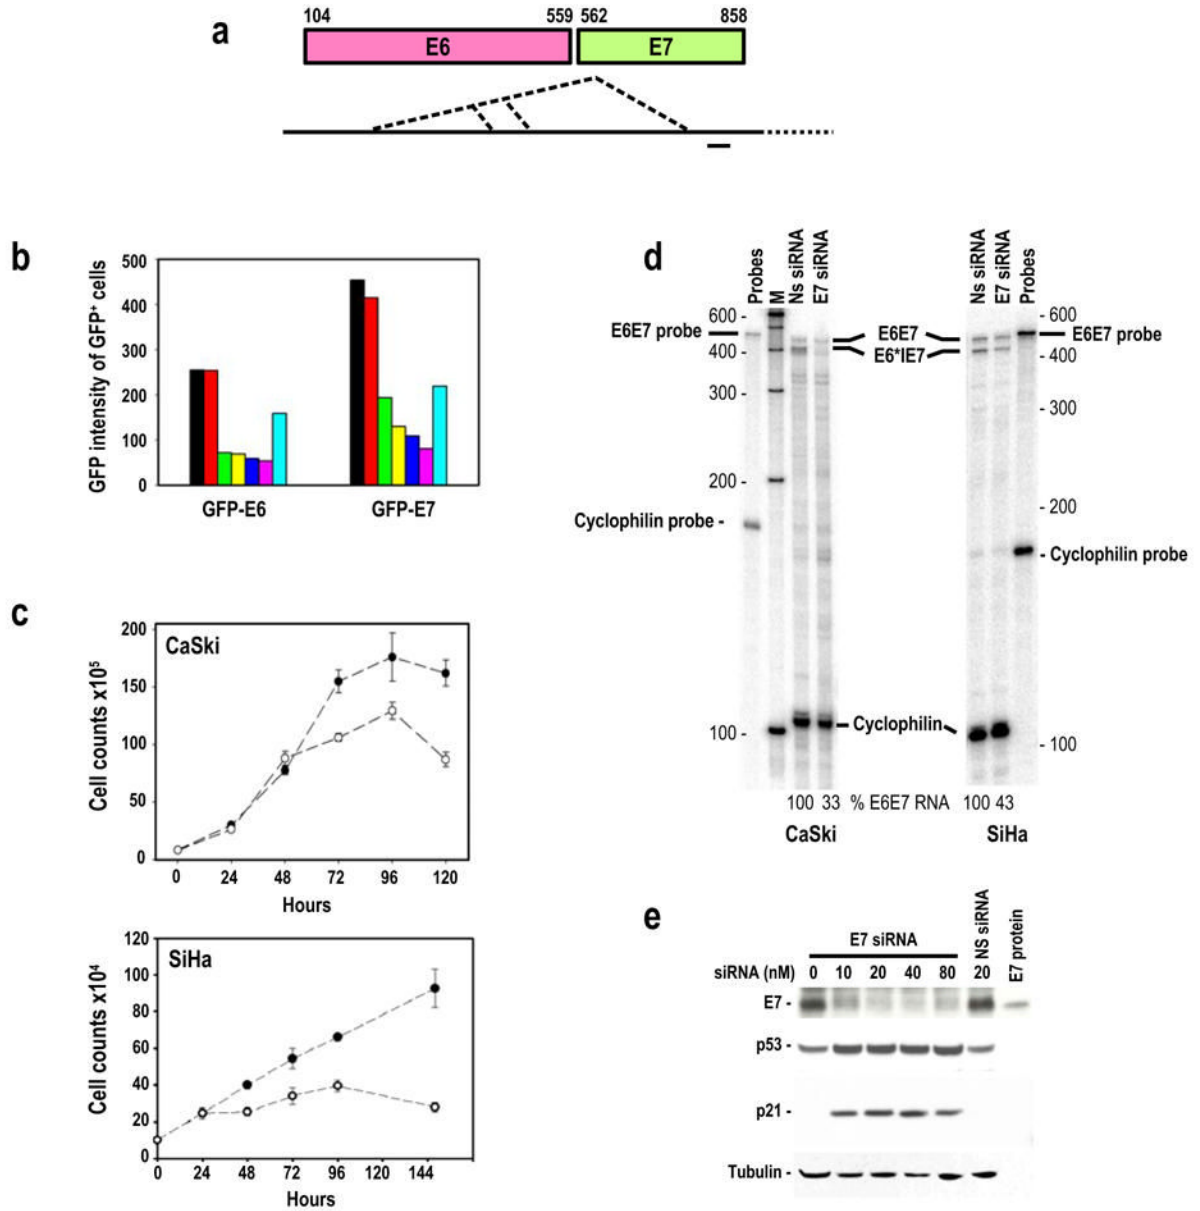 a
104 559 562 858
E6 E7
b
GFP intensity of GFP⁺ cells
500
400
300
200
100
0
GFP-E6 GFP-E7
c
CaSki
Cell counts x10⁵
200
150
100
50
0
0 24 48 72 96 120
Hours
SiHa
Cell counts x10⁴
120
100
80
60
40
20
0
0 24 48 72 96 120 144
Hours
d
Probes M Ns siRNA E7 siRNA Ns siRNA E7 siRNA Probes
600 - - 600
E6E7 probe E6E7 E6E7 probe
400 - E6*IE7 - 400
300 - - 300
200 - - 200
Cyclophilin probe - - Cyclophilin probe
100 - Cyclophilin - 100
100 33 % E6E7 RNA 100 43
CaSki SiHa
e
E7 siRNA NS siRNA E7 protein
siRNA (nM) 0 10 20 40 80 20
E7 -
p53 -
p21 -
Tubulin -